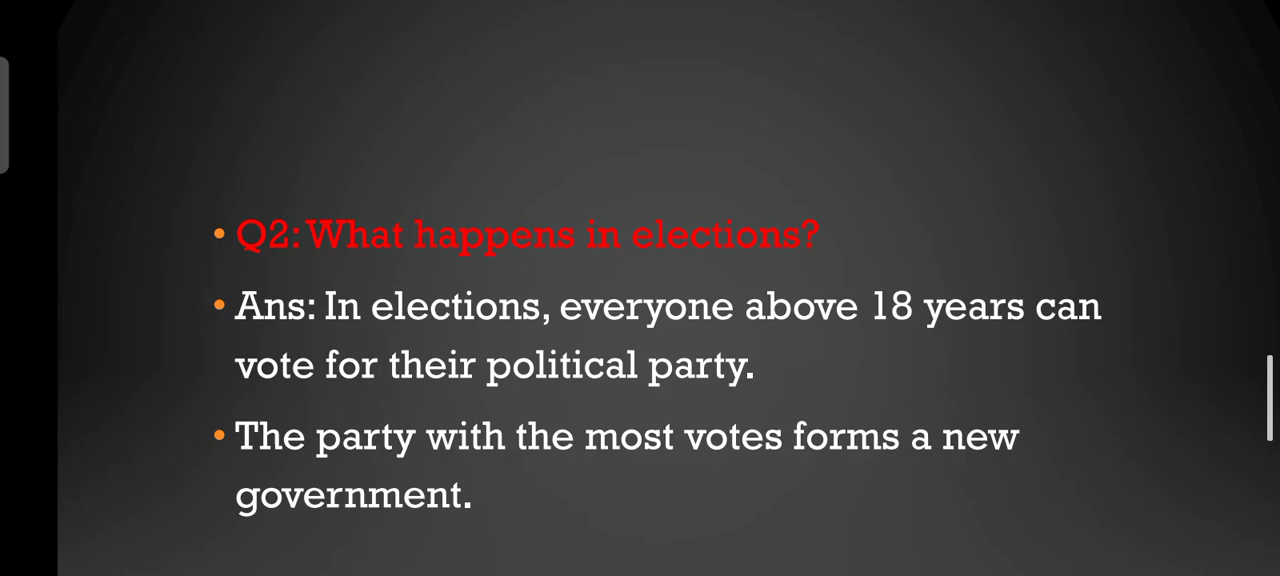 • Q2: What happens in elections?
• Ans: In elections, everyone above 18 years can
vote for their political party.
• The party with the most votes forms a new
government.